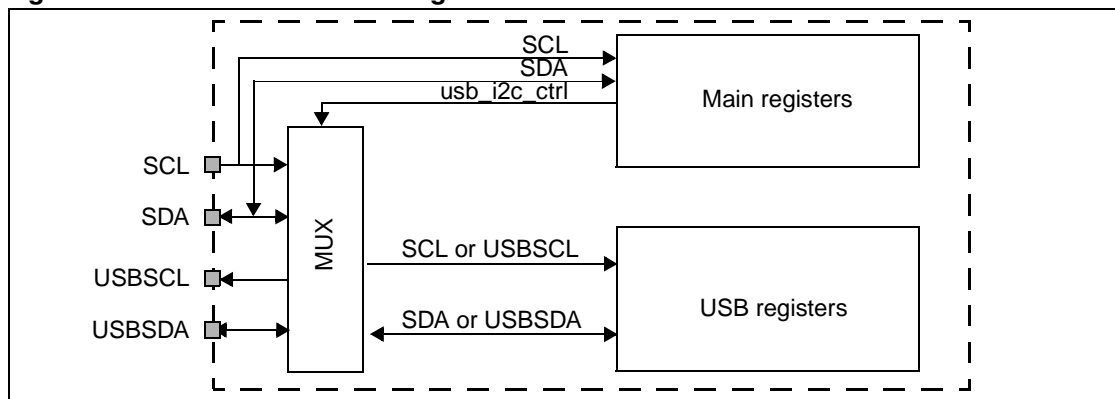 SCL
SDA
usb_i2c_ctrl
Main registers
SCL
SDA
MUX
SCL or USBSCL
USBSCL
USB registers
SDA or USBSDA
USBSDA